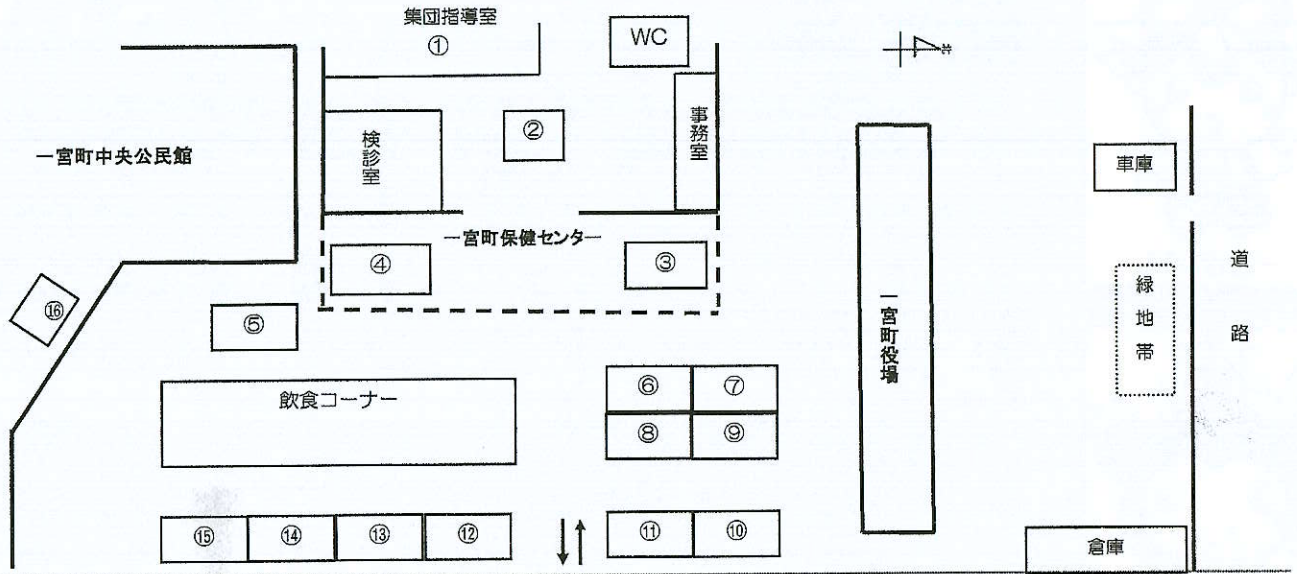 集団指導室
①
WC
北
一宮町中央公民館
検診室
②
事務室
車庫
一宮町保健センター
④
③
⑯
⑤
一宮町役場
緑地帯
道路
飲食コーナー
⑥
⑦
⑧
⑨
⑮
⑭
⑬
⑫
⑪
⑩
倉庫